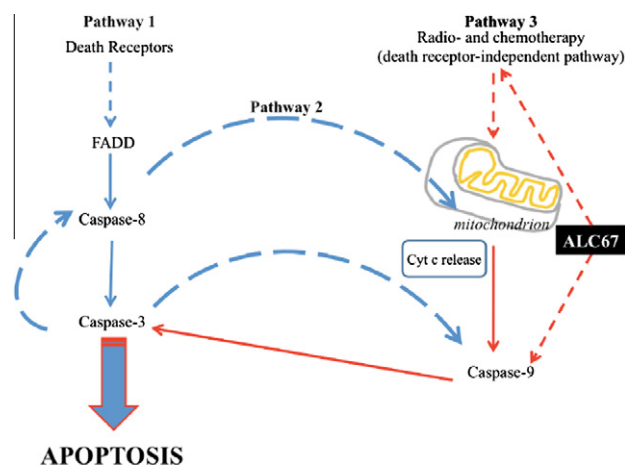 Pathway 1
Death Receptors
Pathway 3
Radio- and chemotherapy
(death receptor-independent pathway)
Pathway 2
FADD
Caspase-8
mitochondrion
ALC67
Cyt c release
Caspase-3
Caspase-9
APOPTOSIS